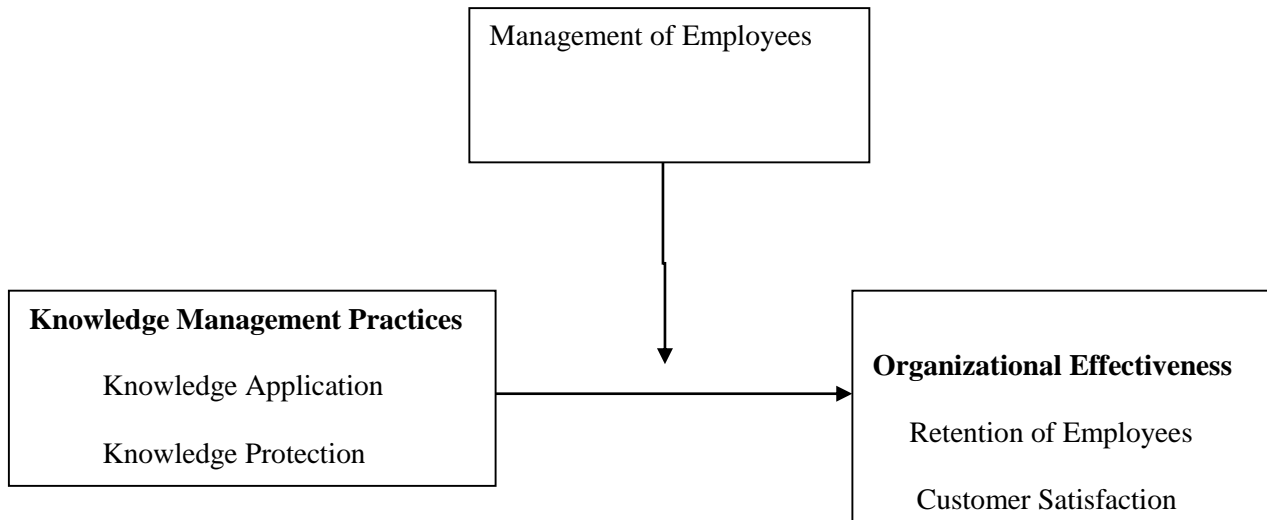 Management of Employees
Knowledge Management Practices
Knowledge Application
Knowledge Protection
Organizational Effectiveness
Retention of Employees
Customer Satisfaction